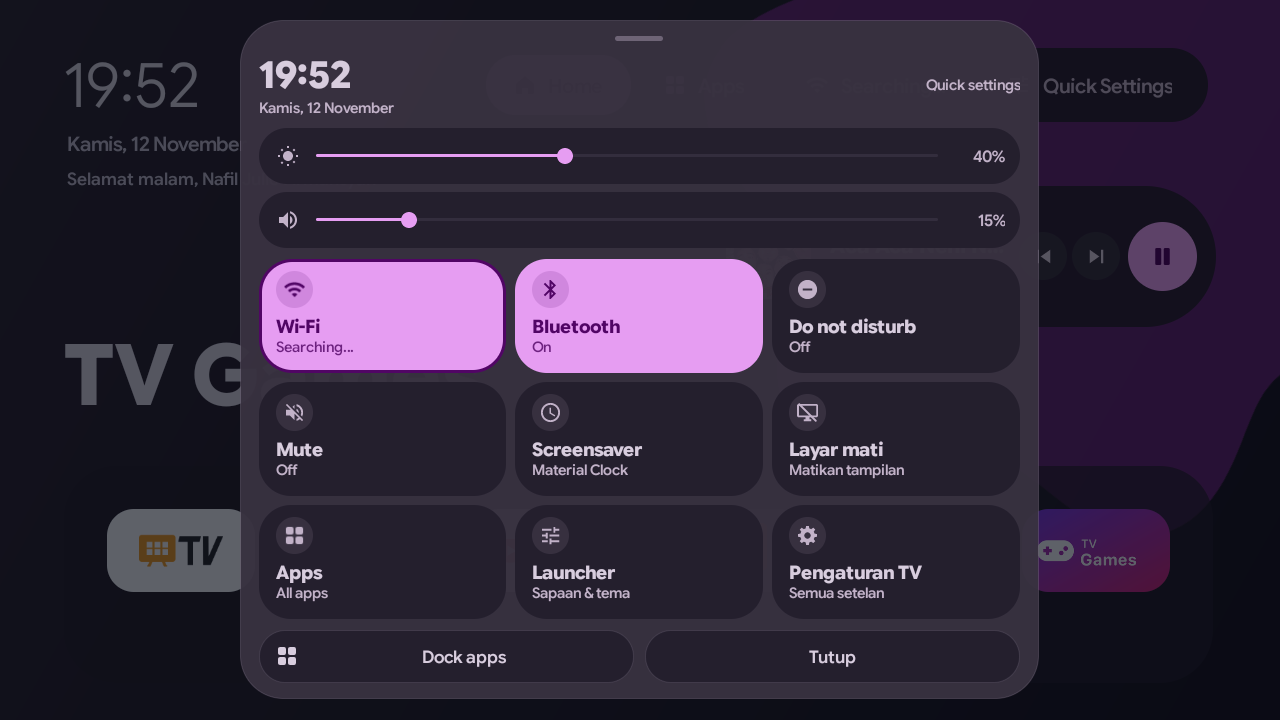 19:52
Kamis, 12 November
Quick settings
40%
15%
Wi-Fi
Searching...
Bluetooth
On
Do not disturb
Off
Mute
Off
Screensaver
Material Clock
Layar mati
Matikan tampilan
Apps
All apps
Launcher
Sapaan & tema
Pengaturan TV
Semua setelan
Dock apps
Tutup
19:52
Kamis, 12 November
Selamat malam, Nafil
Quick Settings
TV
TV
TV
Games